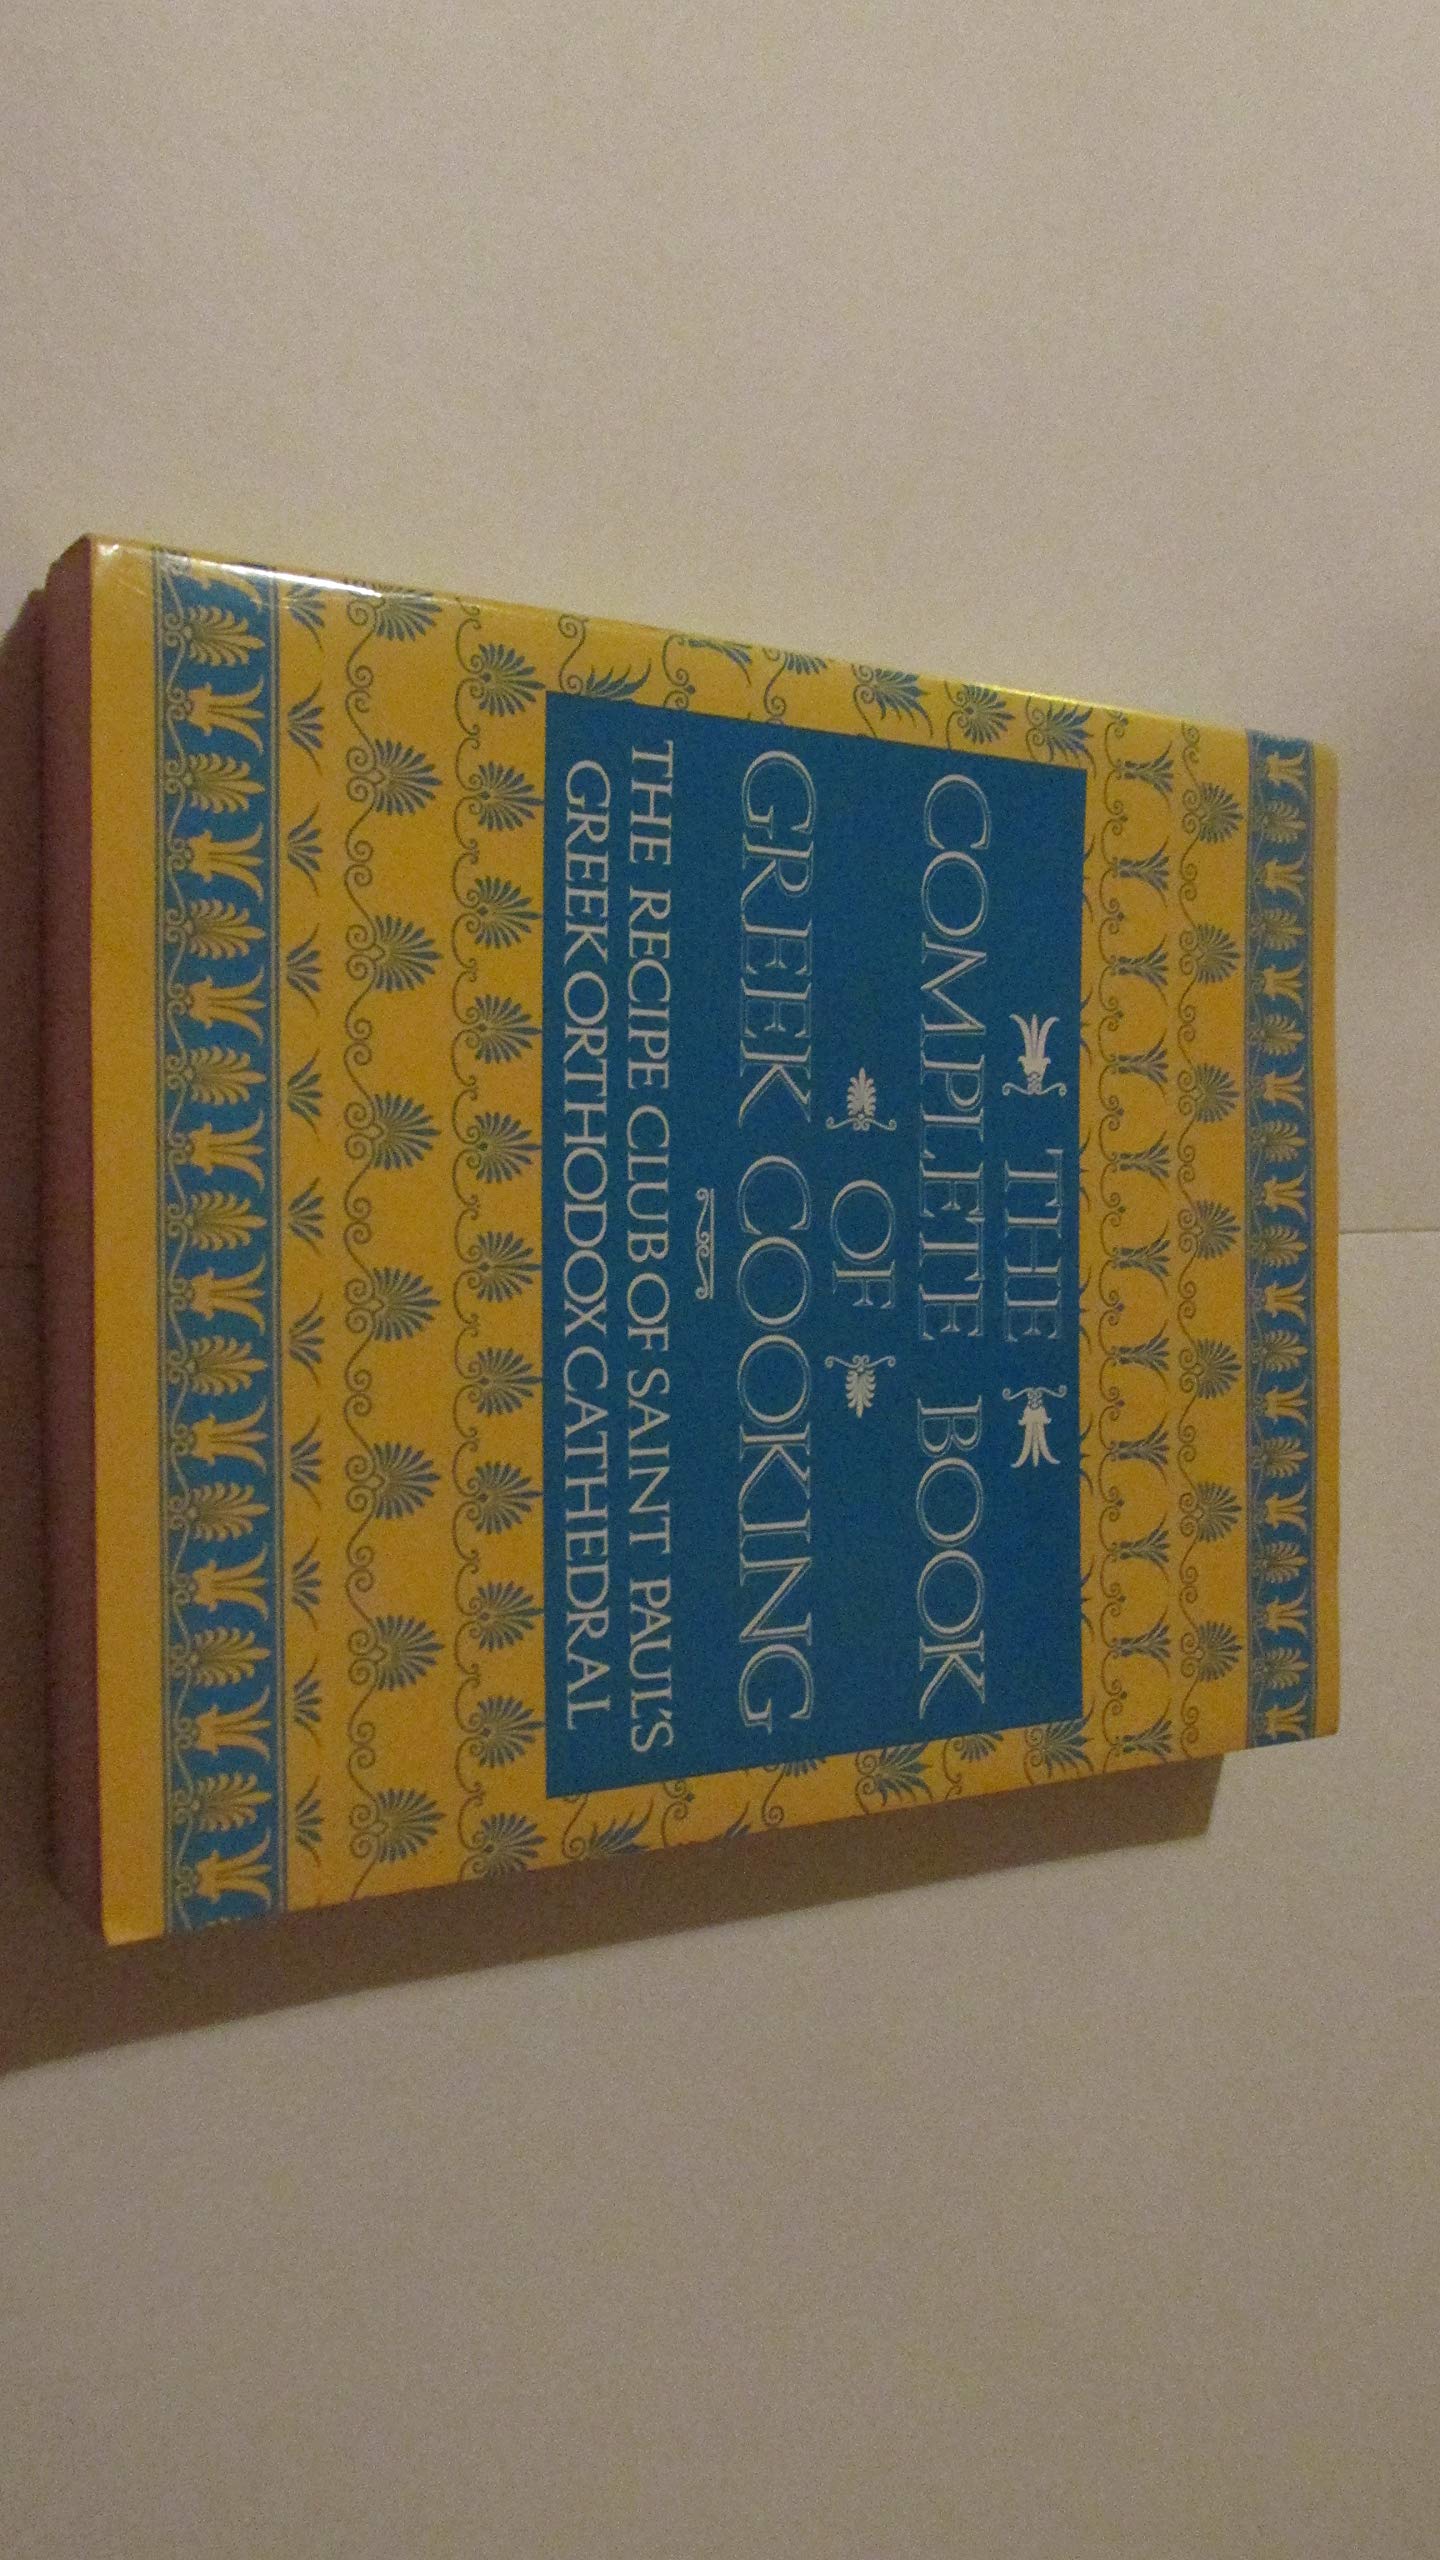 THE
COMPLETE BOOK
OF
GREEK COOKING
THE RECIPE CLUB OF SAINT PAUL'S
GREEK ORTHODOX CATHEDRAL